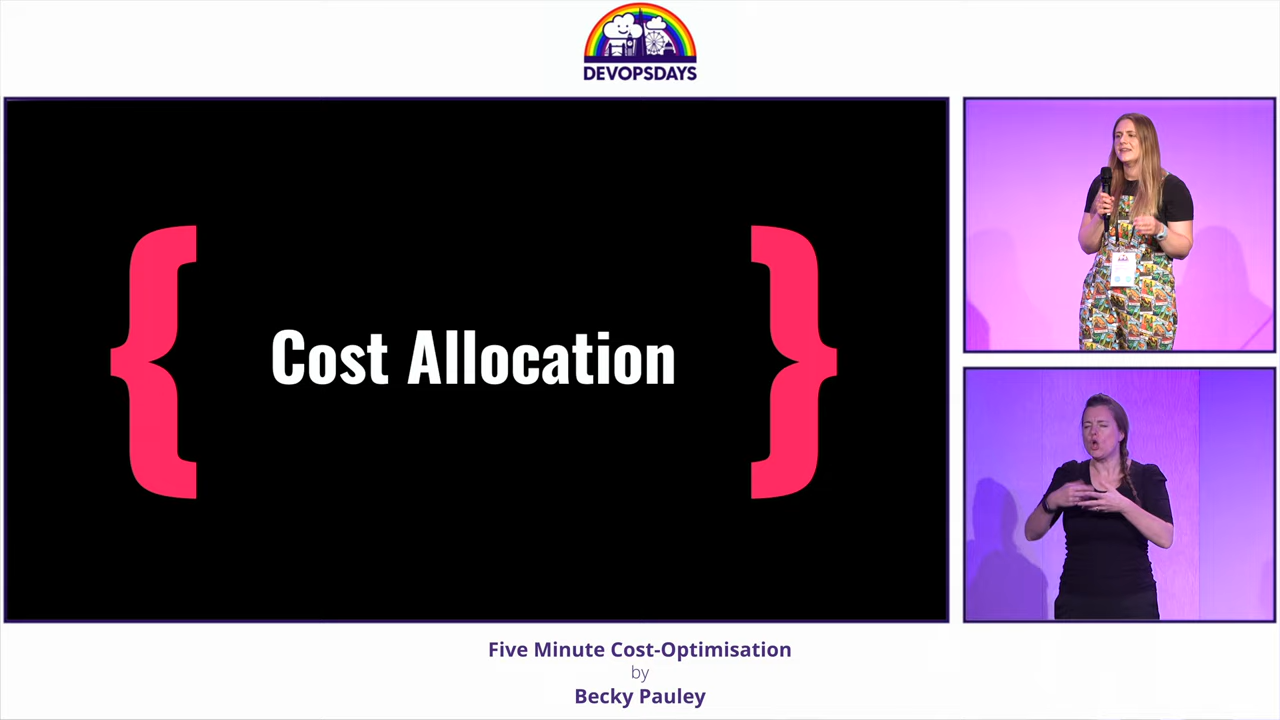 DEVOPSDAYS
{ Cost Allocation }
Five Minute Cost-Optimisation
by
Becky Pauley